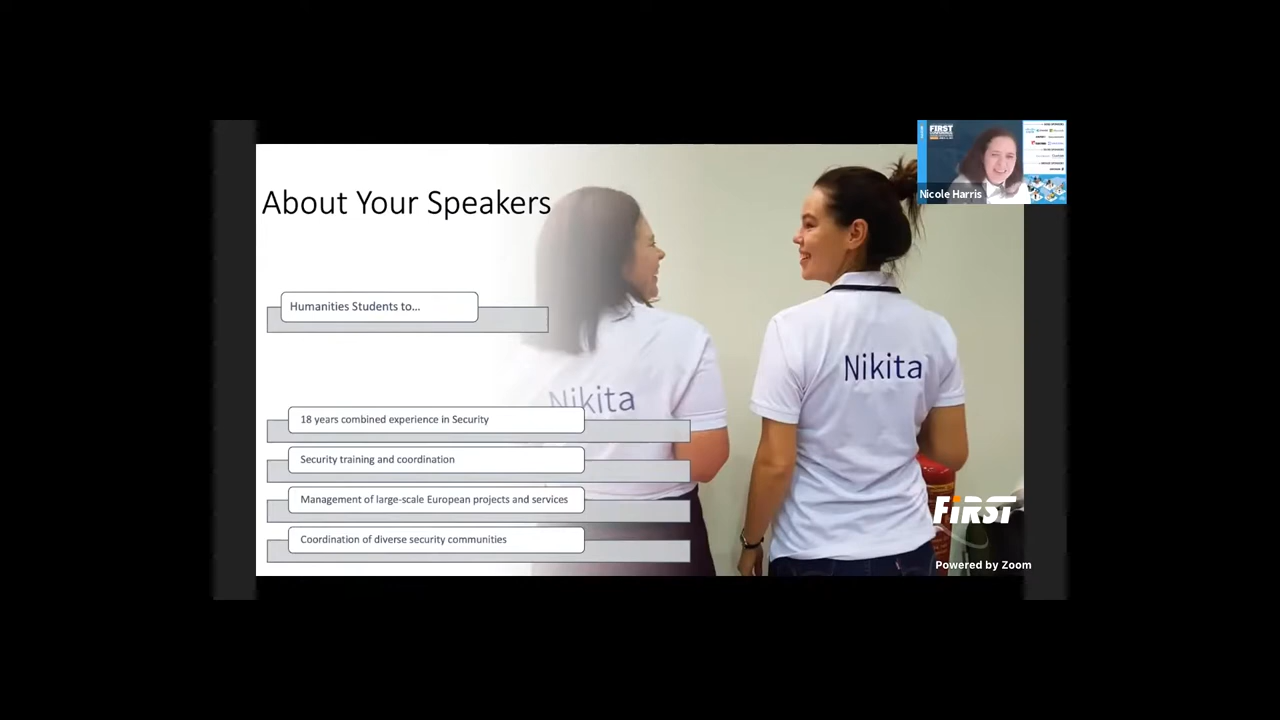 FIRST
Nicole Harris
About Your Speakers
Humanities Students to...
Nikita
Nikita
18 years combined experience in Security
Security training and coordination
Management of large-scale European projects and services
Coordination of diverse security communities
FIRST
Powered by Zoom